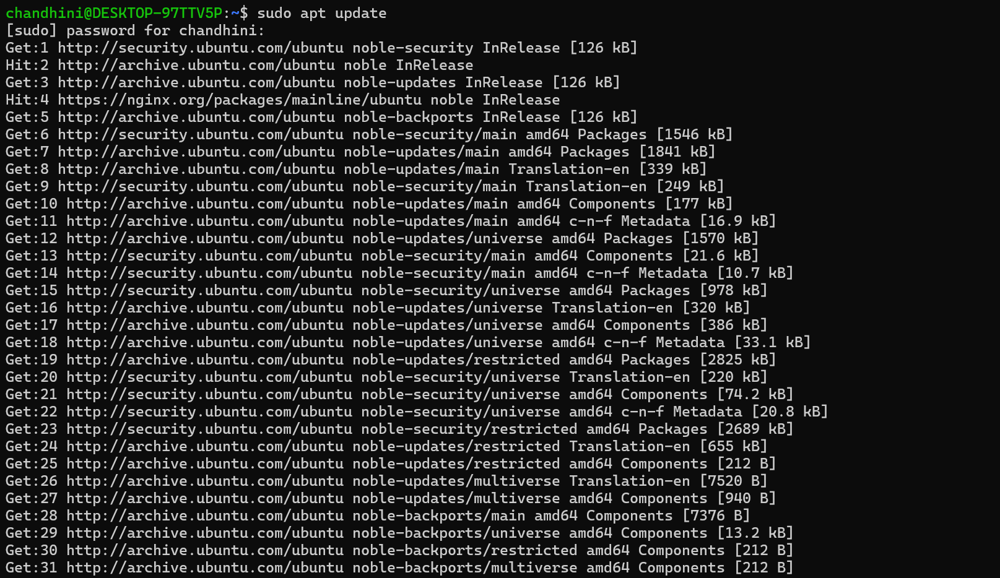 chandhini@DESKTOP-97TTV5P:~$ sudo apt update
[sudo] password for chandhini:
Get:1 http://security.ubuntu.com/ubuntu noble-security InRelease [126 kB]
Hit:2 http://archive.ubuntu.com/ubuntu noble InRelease
Get:3 http://archive.ubuntu.com/ubuntu noble-updates InRelease [126 kB]
Hit:4 https://nginx.org/packages/mainline/ubuntu noble InRelease
Get:5 http://archive.ubuntu.com/ubuntu noble-backports InRelease [126 kB]
Get:6 http://security.ubuntu.com/ubuntu noble-security/main amd64 Packages [1546 kB]
Get:7 http://archive.ubuntu.com/ubuntu noble-updates/main amd64 Packages [1841 kB]
Get:8 http://archive.ubuntu.com/ubuntu noble-updates/main Translation-en [339 kB]
Get:9 http://security.ubuntu.com/ubuntu noble-security/main Translation-en [249 kB]
Get:10 http://archive.ubuntu.com/ubuntu noble-updates/main amd64 Components [177 kB]
Get:11 http://archive.ubuntu.com/ubuntu noble-updates/main amd64 c-n-f Metadata [16.9 kB]
Get:12 http://archive.ubuntu.com/ubuntu noble-updates/universe amd64 Packages [1570 kB]
Get:13 http://security.ubuntu.com/ubuntu noble-security/main amd64 Components [21.6 kB]
Get:14 http://security.ubuntu.com/ubuntu noble-security/main amd64 c-n-f Metadata [10.7 kB]
Get:15 http://security.ubuntu.com/ubuntu noble-security/universe amd64 Packages [978 kB]
Get:16 http://archive.ubuntu.com/ubuntu noble-updates/universe Translation-en [320 kB]
Get:17 http://archive.ubuntu.com/ubuntu noble-updates/universe amd64 Components [386 kB]
Get:18 http://archive.ubuntu.com/ubuntu noble-updates/universe amd64 c-n-f Metadata [33.1 kB]
Get:19 http://archive.ubuntu.com/ubuntu noble-updates/restricted amd64 Packages [2825 kB]
Get:20 http://security.ubuntu.com/ubuntu noble-security/universe Translation-en [220 kB]
Get:21 http://security.ubuntu.com/ubuntu noble-security/universe amd64 Components [74.2 kB]
Get:22 http://security.ubuntu.com/ubuntu noble-security/universe amd64 c-n-f Metadata [20.8 kB]
Get:23 http://security.ubuntu.com/ubuntu noble-security/restricted amd64 Packages [2689 kB]
Get:24 http://archive.ubuntu.com/ubuntu noble-updates/restricted Translation-en [655 kB]
Get:25 http://archive.ubuntu.com/ubuntu noble-updates/restricted amd64 Components [212 B]
Get:26 http://archive.ubuntu.com/ubuntu noble-updates/multiverse Translation-en [7520 B]
Get:27 http://archive.ubuntu.com/ubuntu noble-updates/multiverse amd64 Components [940 B]
Get:28 http://archive.ubuntu.com/ubuntu noble-backports/main amd64 Components [7376 B]
Get:29 http://archive.ubuntu.com/ubuntu noble-backports/universe amd64 Components [13.2 kB]
Get:30 http://archive.ubuntu.com/ubuntu noble-backports/restricted amd64 Components [212 B]
Get:31 http://archive.ubuntu.com/ubuntu noble-backports/multiverse amd64 Components [212 B]